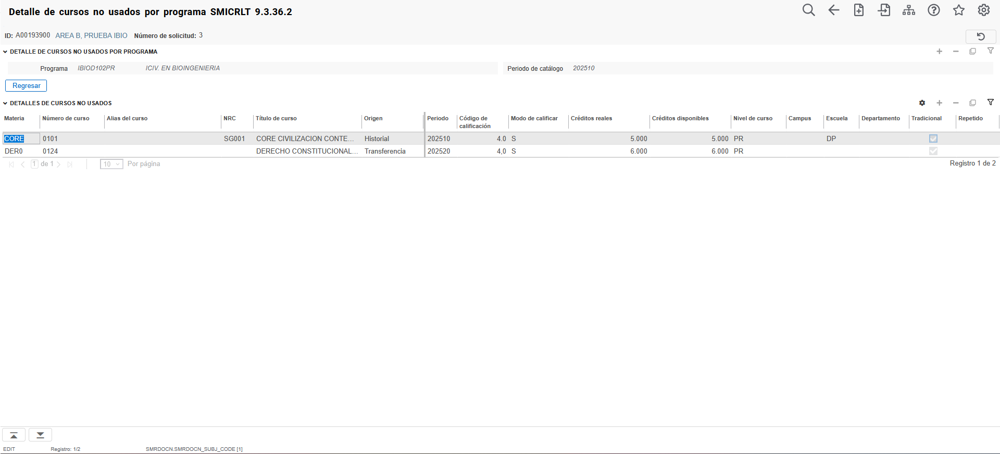 Detalle de cursos no usados por programa SMICRLT 9.3.36.2
ID: A00193900 AREA B, PRUEBA IBIO Número de solicitud: 3
DETALLE DE CURSOS NO USADOS POR PROGRAMA
Programa IBIOD102PR ICIV. EN BIOINGENIERIA Periodo de catálogo 202510
Regresar
DETALLES DE CURSOS NO USADOS
Materia Número de curso Alias del curso NRC Título de curso Origen Periodo Código de calificación Modo de calificar Créditos reales Créditos disponibles Nivel de curso Campus Escuela Departamento Tradicional Repetido
CORE 0101 SG001 CORE CIVILIZACION CONTE... Historial 202510 4.0 S 5.000 5.000 PR DP
DER0 0124 DERECHO CONSTITUCIONAL... Transferencia 202520 4,0 S 6.000 6.000 PR
1 de 1 10 Por página Registro 1 de 2
EDIT Registro: 1/2 SMRDOCN.SMRDOCN_SUBJ_CODE [1]